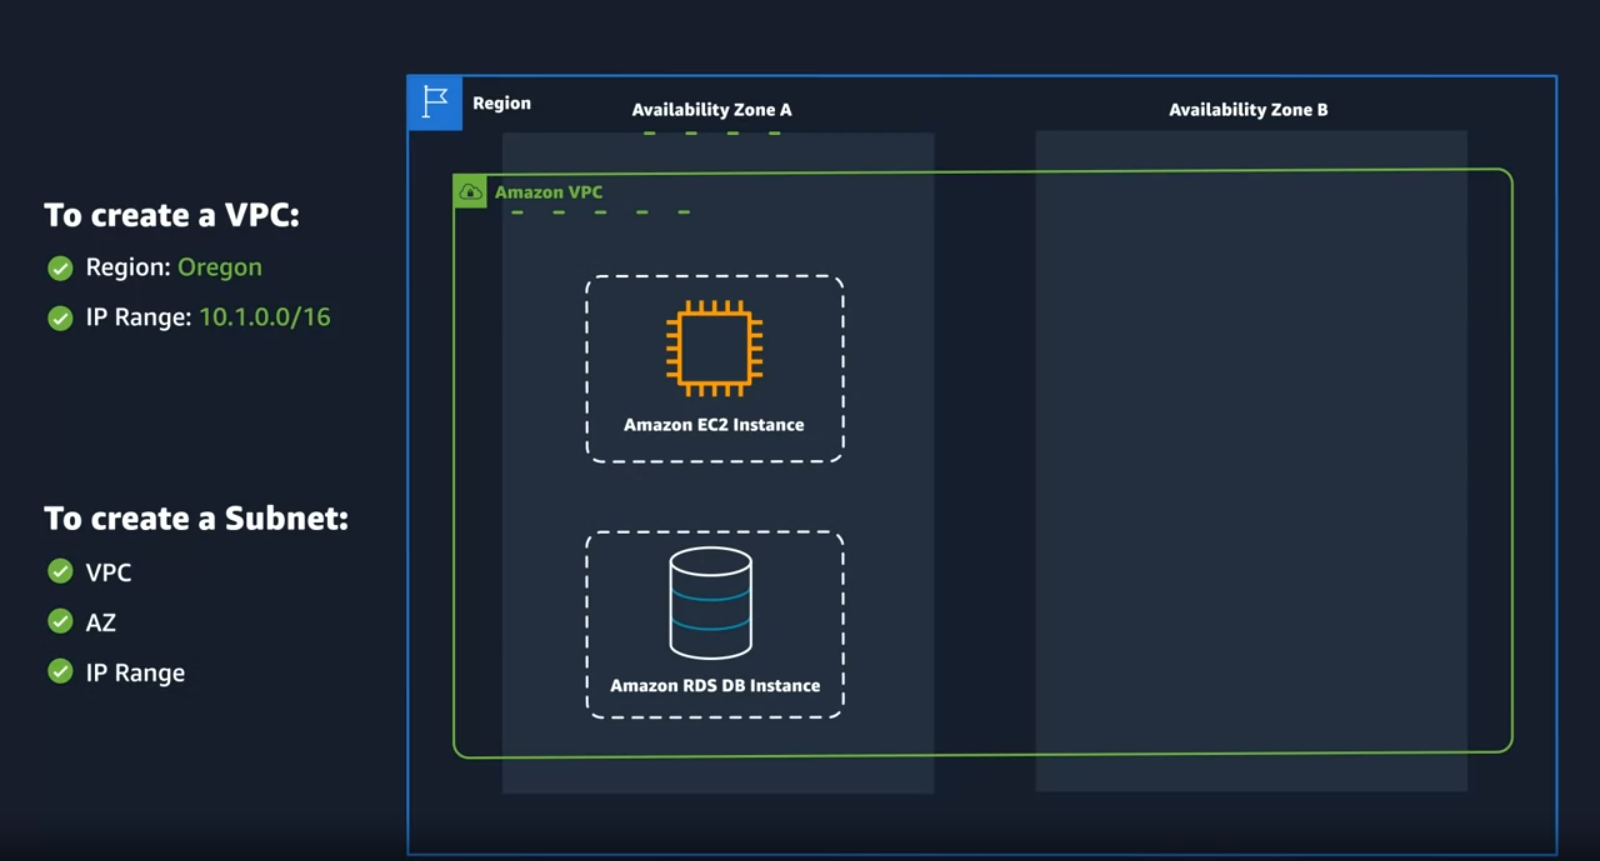 Region
Availability Zone A
Availability Zone B
Amazon VPC
To create a VPC:
Region: Oregon
IP Range: 10.1.0.0/16
Amazon EC2 Instance
To create a Subnet:
VPC
AZ
IP Range
Amazon RDS DB Instance